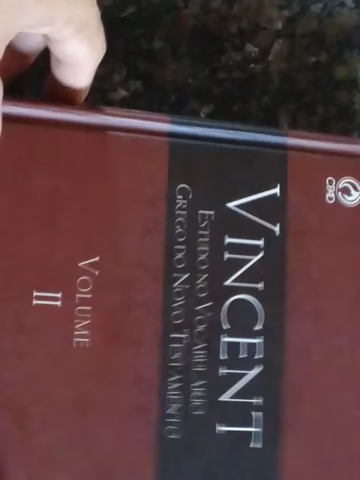 CPAD
VINCENT
ESTUDO NO VOCABULÁRIO
GREGO DO NOVO TESTAMENTO
VOLUME
II